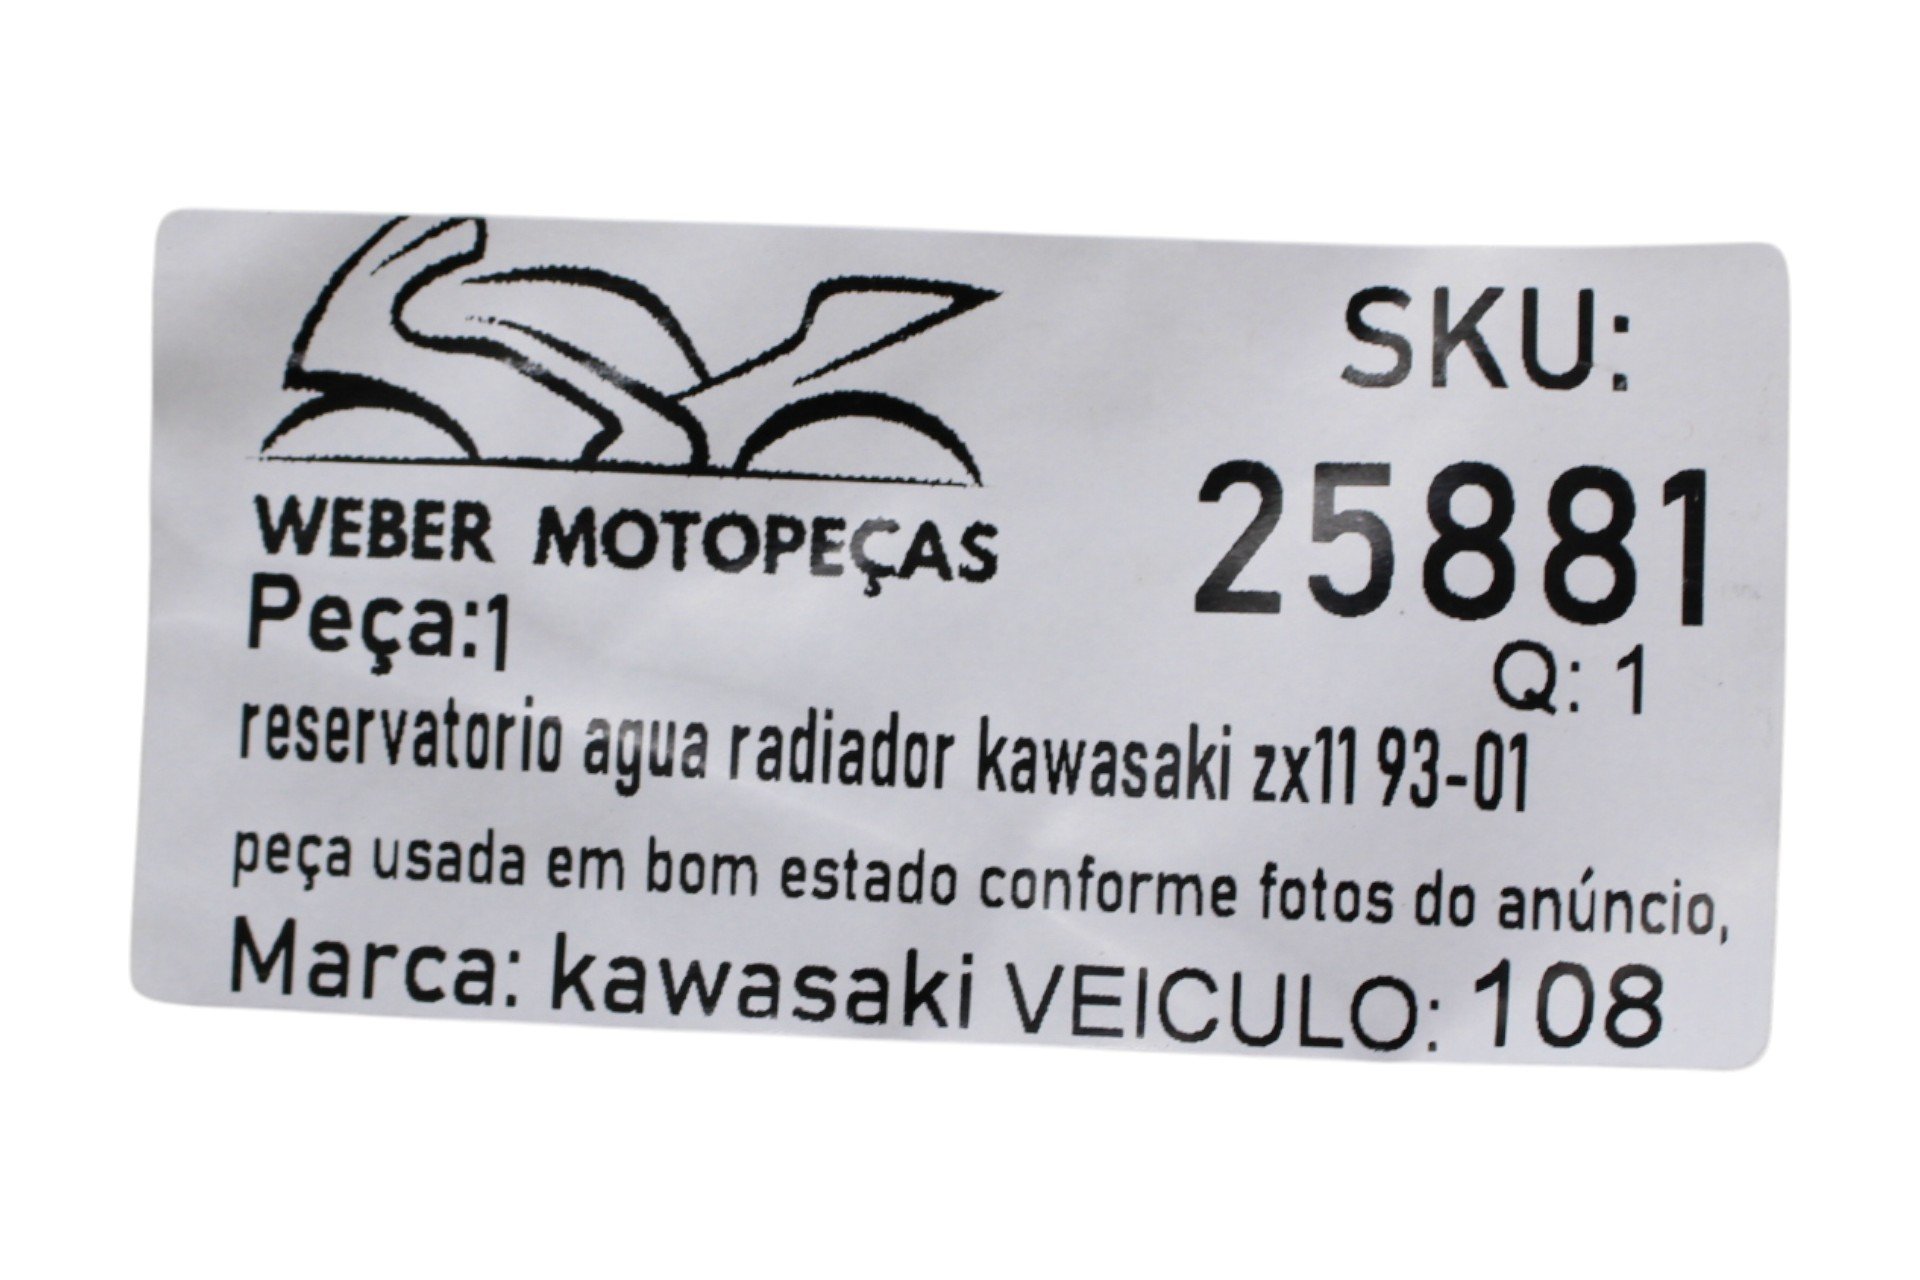 WEBER MOTOPEÇAS
SKU:
25881
Peça:1
Q: 1
reservatorio agua radiador kawasaki zx11 93-01
peça usada em bom estado conforme fotos do anúncio,
Marca: kawasaki VEICULO: 108